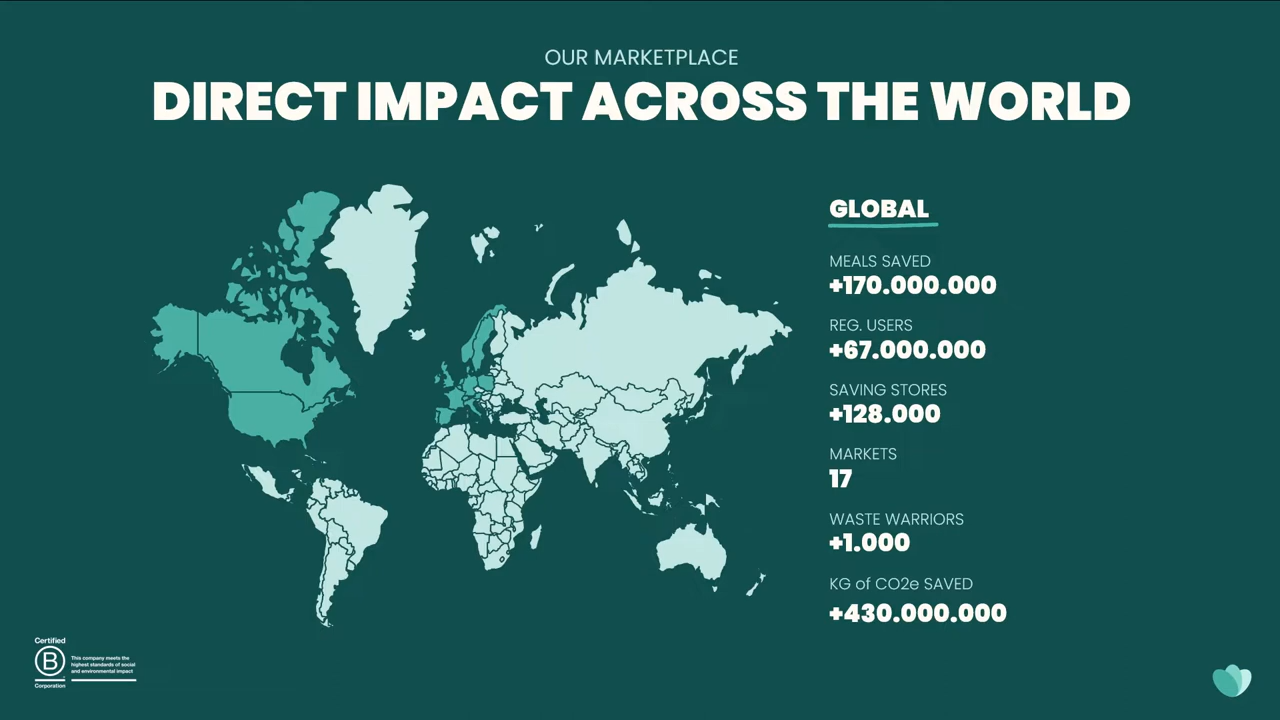 OUR MARKETPLACE
DIRECT IMPACT ACROSS THE WORLD
GLOBAL
MEALS SAVED
+170.000.000
REG. USERS
+67.000.000
SAVING STORES
+128.000
MARKETS
17
WASTE WARRIORS
+1.000
KG of CO2e SAVED
+430.000.000
Certified
B
Corporation
This company meets the
highest standards of social
and environmental impact